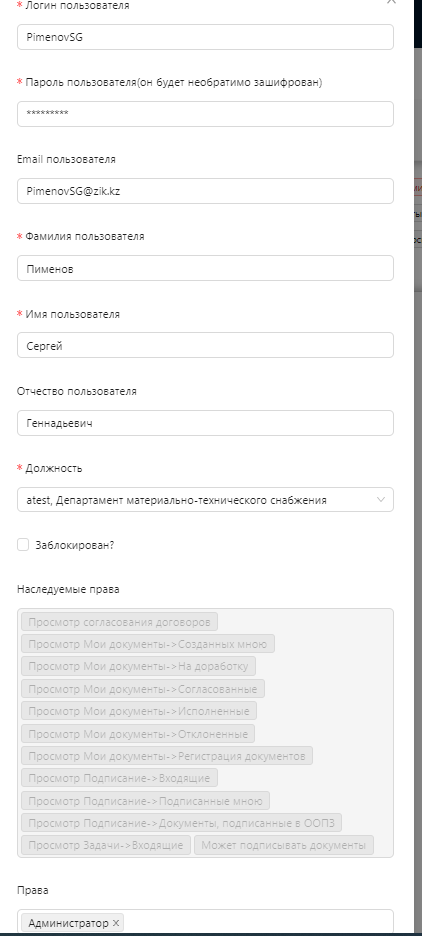 * Логин пользователя
PimenovSG
* Пароль пользователя(он будет необратимо зашифрован)
*********
Email пользователя
PimenovSG@zik.kz
* Фамилия пользователя
Пименов
* Имя пользователя
Сергей
Отчество пользователя
Геннадьевич
* Должность
atest, Департамент материально-технического снабжения
Заблокирован?
Наследуемые права
Просмотр согласования договоров
Просмотр Мои документы->Созданных мною
Просмотр Мои документы->На доработку
Просмотр Мои документы->Согласованные
Просмотр Мои документы->Исполненные
Просмотр Мои документы->Отклоненные
Просмотр Мои документы->Регистрация документов
Просмотр Подписание->Входящие
Просмотр Подписание->Подписанные мною
Просмотр Подписание->Документы, подписанные в ООПЗ
Просмотр Задачи->Входящие Может подписывать документы
Права
Администратор ×